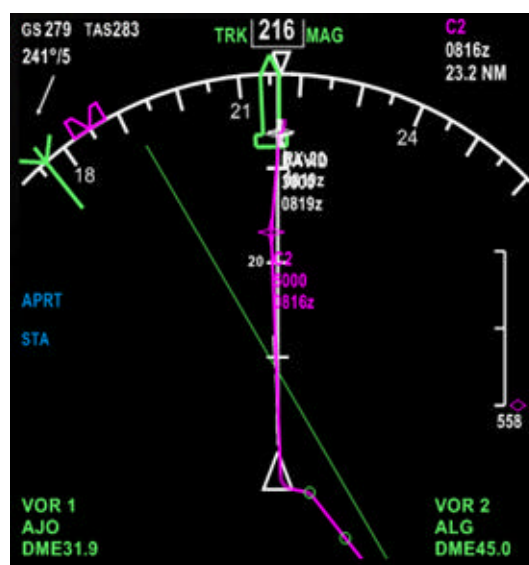 GS 279 TAS283
241°/5
TRK 216 MAG
C2
0816z
23.2 NM
21
24
18
0819z
20
C2
0816z
APRT
STA
558
VOR 1
AJO
DME31.9
VOR 2
ALG
DME45.0